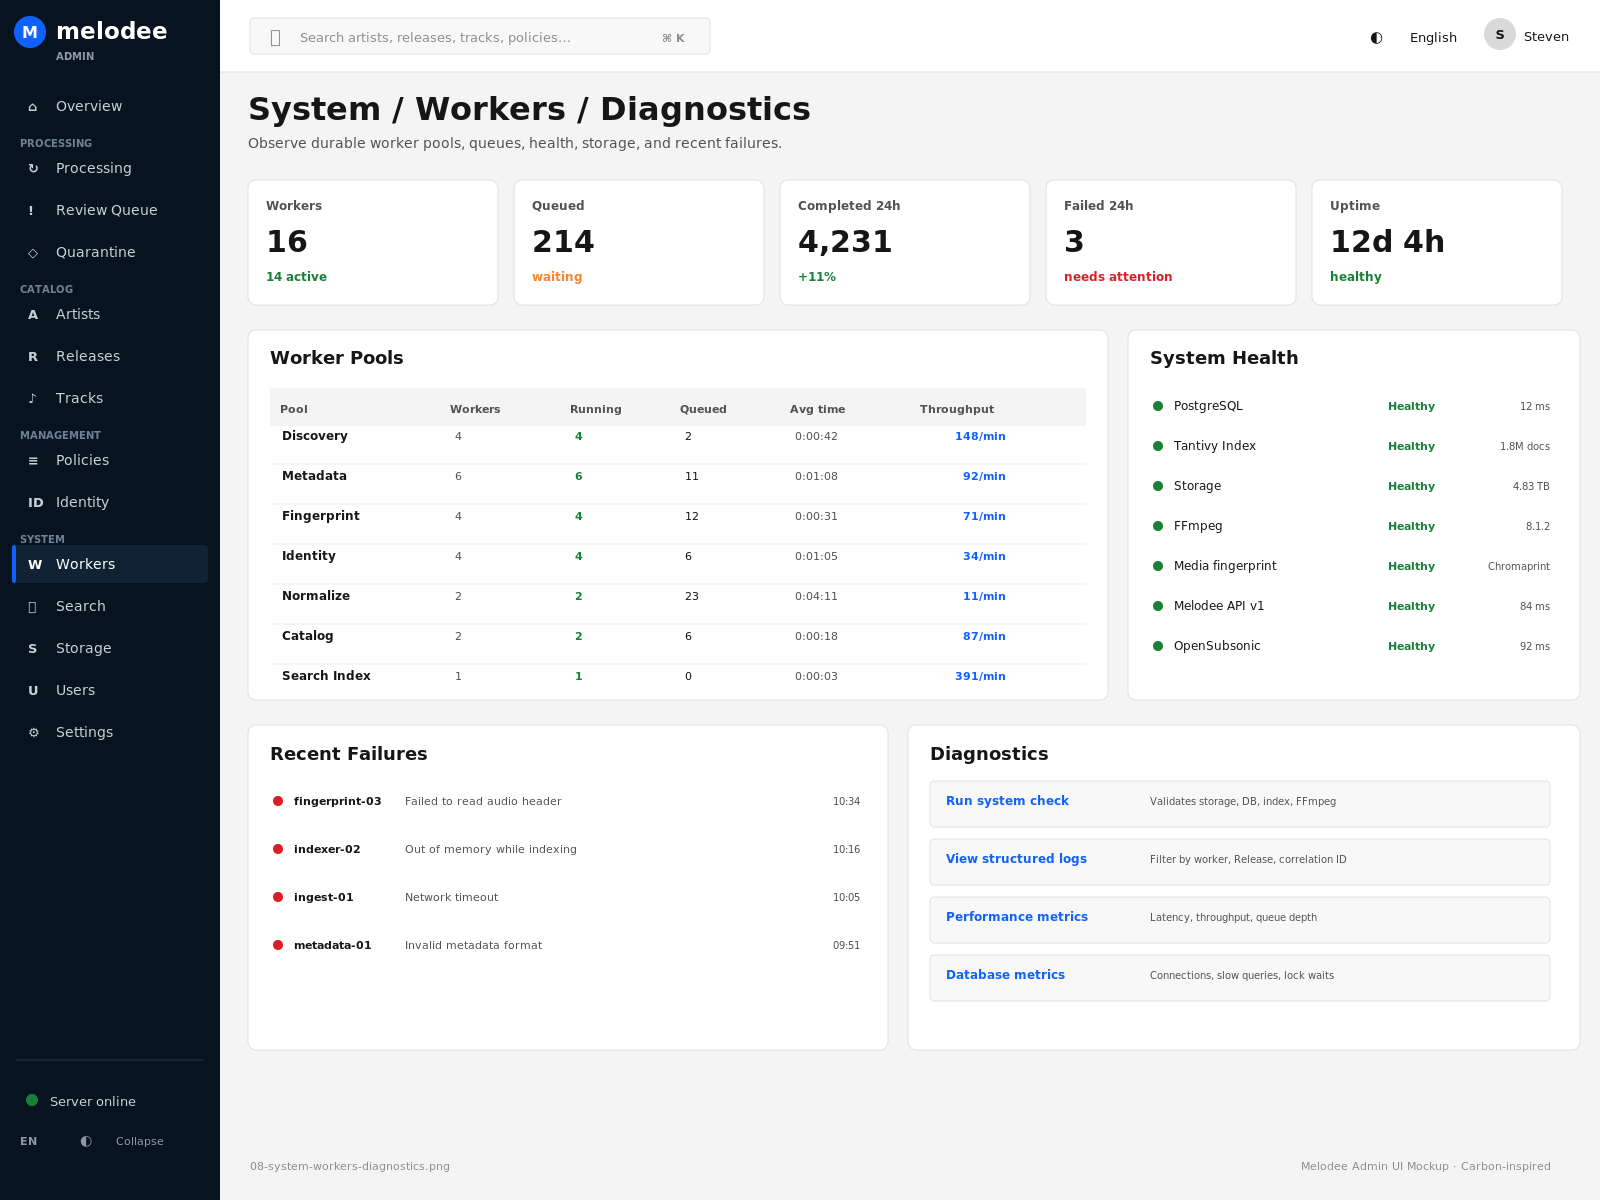 M melodee
ADMIN
⌂ Overview
PROCESSING
↻ Processing
! Review Queue
◇ Quarantine
CATALOG
A Artists
R Releases
♪ Tracks
MANAGEMENT
≡ Policies
ID Identity
SYSTEM
W Workers
Search
S Storage
U Users
⚙ Settings
Server online
EN ◐ Collapse
Search artists, releases, tracks, policies... ⌘ K
◐ English S Steven
System / Workers / Diagnostics
Observe durable worker pools, queues, health, storage, and recent failures.
Workers
16
14 active
Queued
214
waiting
Completed 24h
4,231
+11%
Failed 24h
3
needs attention
Uptime
12d 4h
healthy
Worker Pools
Pool Workers Running Queued Avg time Throughput
Discovery 4 4 2 0:00:42 148/min
Metadata 6 6 11 0:01:08 92/min
Fingerprint 4 4 12 0:00:31 71/min
Identity 4 4 6 0:01:05 34/min
Normalize 2 2 23 0:04:11 11/min
Catalog 2 2 6 0:00:18 87/min
Search Index 1 1 0 0:00:03 391/min
System Health
PostgreSQL Healthy 12 ms
Tantivy Index Healthy 1.8M docs
Storage Healthy 4.83 TB
FFmpeg Healthy 8.1.2
Media fingerprint Healthy Chromaprint
Melodee API v1 Healthy 84 ms
OpenSubsonic Healthy 92 ms
Recent Failures
fingerprint-03 Failed to read audio header 10:34
indexer-02 Out of memory while indexing 10:16
ingest-01 Network timeout 10:05
metadata-01 Invalid metadata format 09:51
Diagnostics
Run system check Validates storage, DB, index, FFmpeg
View structured logs Filter by worker, Release, correlation ID
Performance metrics Latency, throughput, queue depth
Database metrics Connections, slow queries, lock waits
08-system-workers-diagnostics.png
Melodee Admin UI Mockup · Carbon-inspired